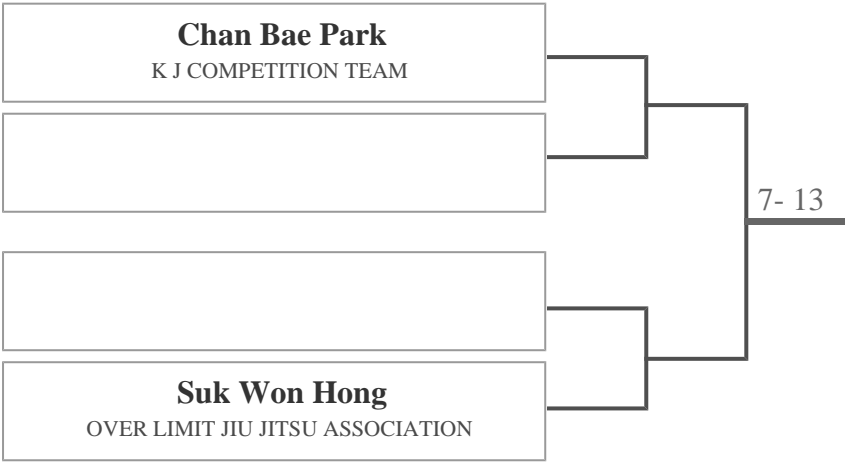 Chan Bae Park
K J COMPETITION TEAM
7- 13
Suk Won Hong
OVER LIMIT JIU JITSU ASSOCIATION